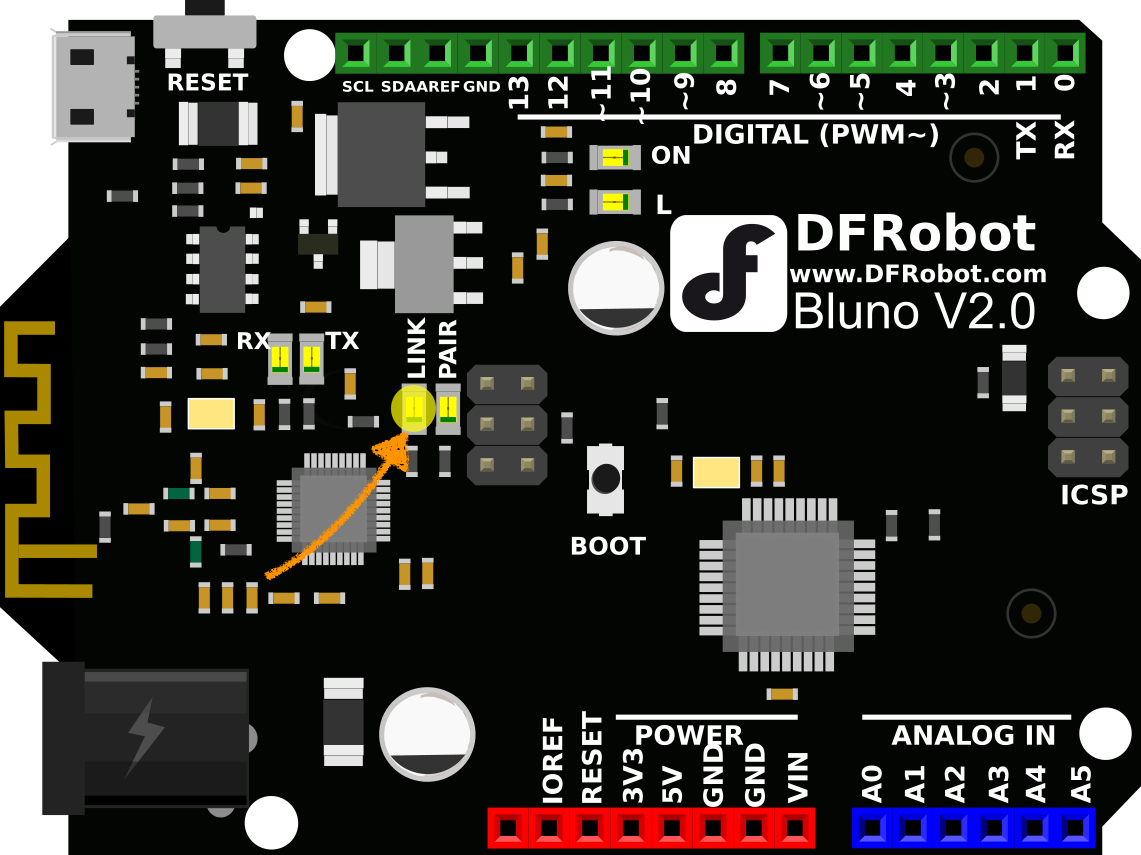 RESET
SCL SDA AREF GND 13 12 ~11 ~10 ~9 8 7 ~6 ~5 4 ~3 2 1 0
DIGITAL (PWM~)
TX
RX
ON
L
DFRobot
www.DFRobot.com
Bluno V2.0
RX
TX
LINK
PAIR
ICSP
BOOT
POWER
ANALOG IN
IOREF RESET 3V3 5V GND GND VIN
A0 A1 A2 A3 A4 A5